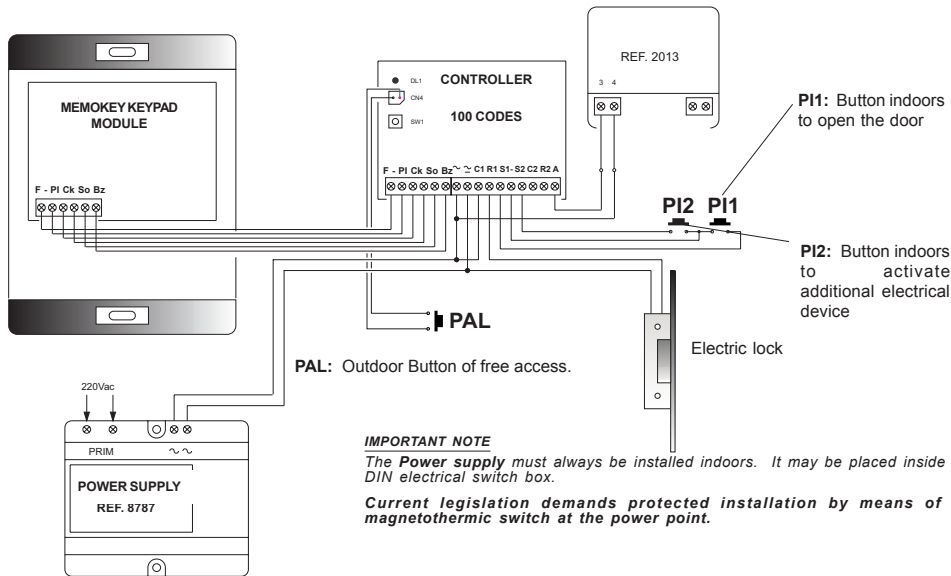 MEMOKEY KEYPAD
MODULE
F - PI Ck So Bz
DL1
CN4
SW1
CONTROLLER
100 CODES
F - PI Ck So Bz ~ ~ C1 R1 S1- S2 C2 R2 A
REF. 2013
3 4
PI1: Button indoors
to open the door
PI2 PI1
PI2: Button indoors
to activate
additional electrical
device
PAL
PAL: Outdoor Button of free access.
Electric lock
220Vac
PRIM ~ ~
POWER SUPPLY
REF. 8787
IMPORTANT NOTE
The Power supply must always be installed indoors. It may be placed inside
DIN electrical switch box.
Current legislation demands protected installation by means of
magnetothermic switch at the power point.